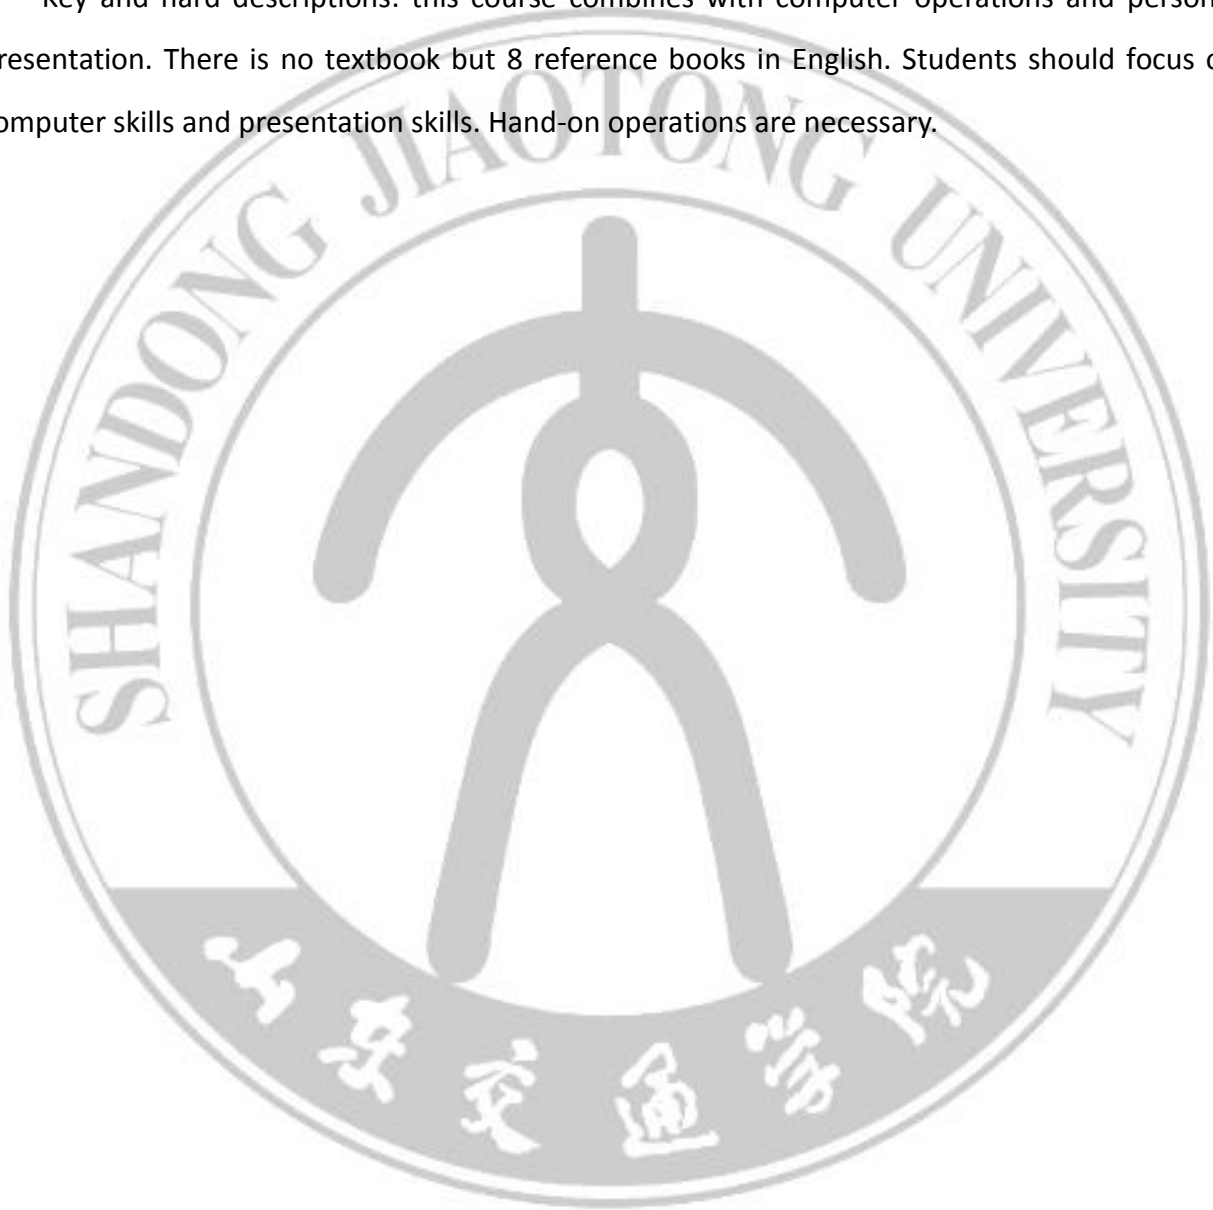 Key and hard descriptions: this course combines with computer operations and person
resentation. There is no textbook but 8 reference books in English. Students should focus o
omputer skills and presentation skills. Hand-on operations are necessary.
SHANDONG JIAOTONG UNIVERSITY
山东交通学院